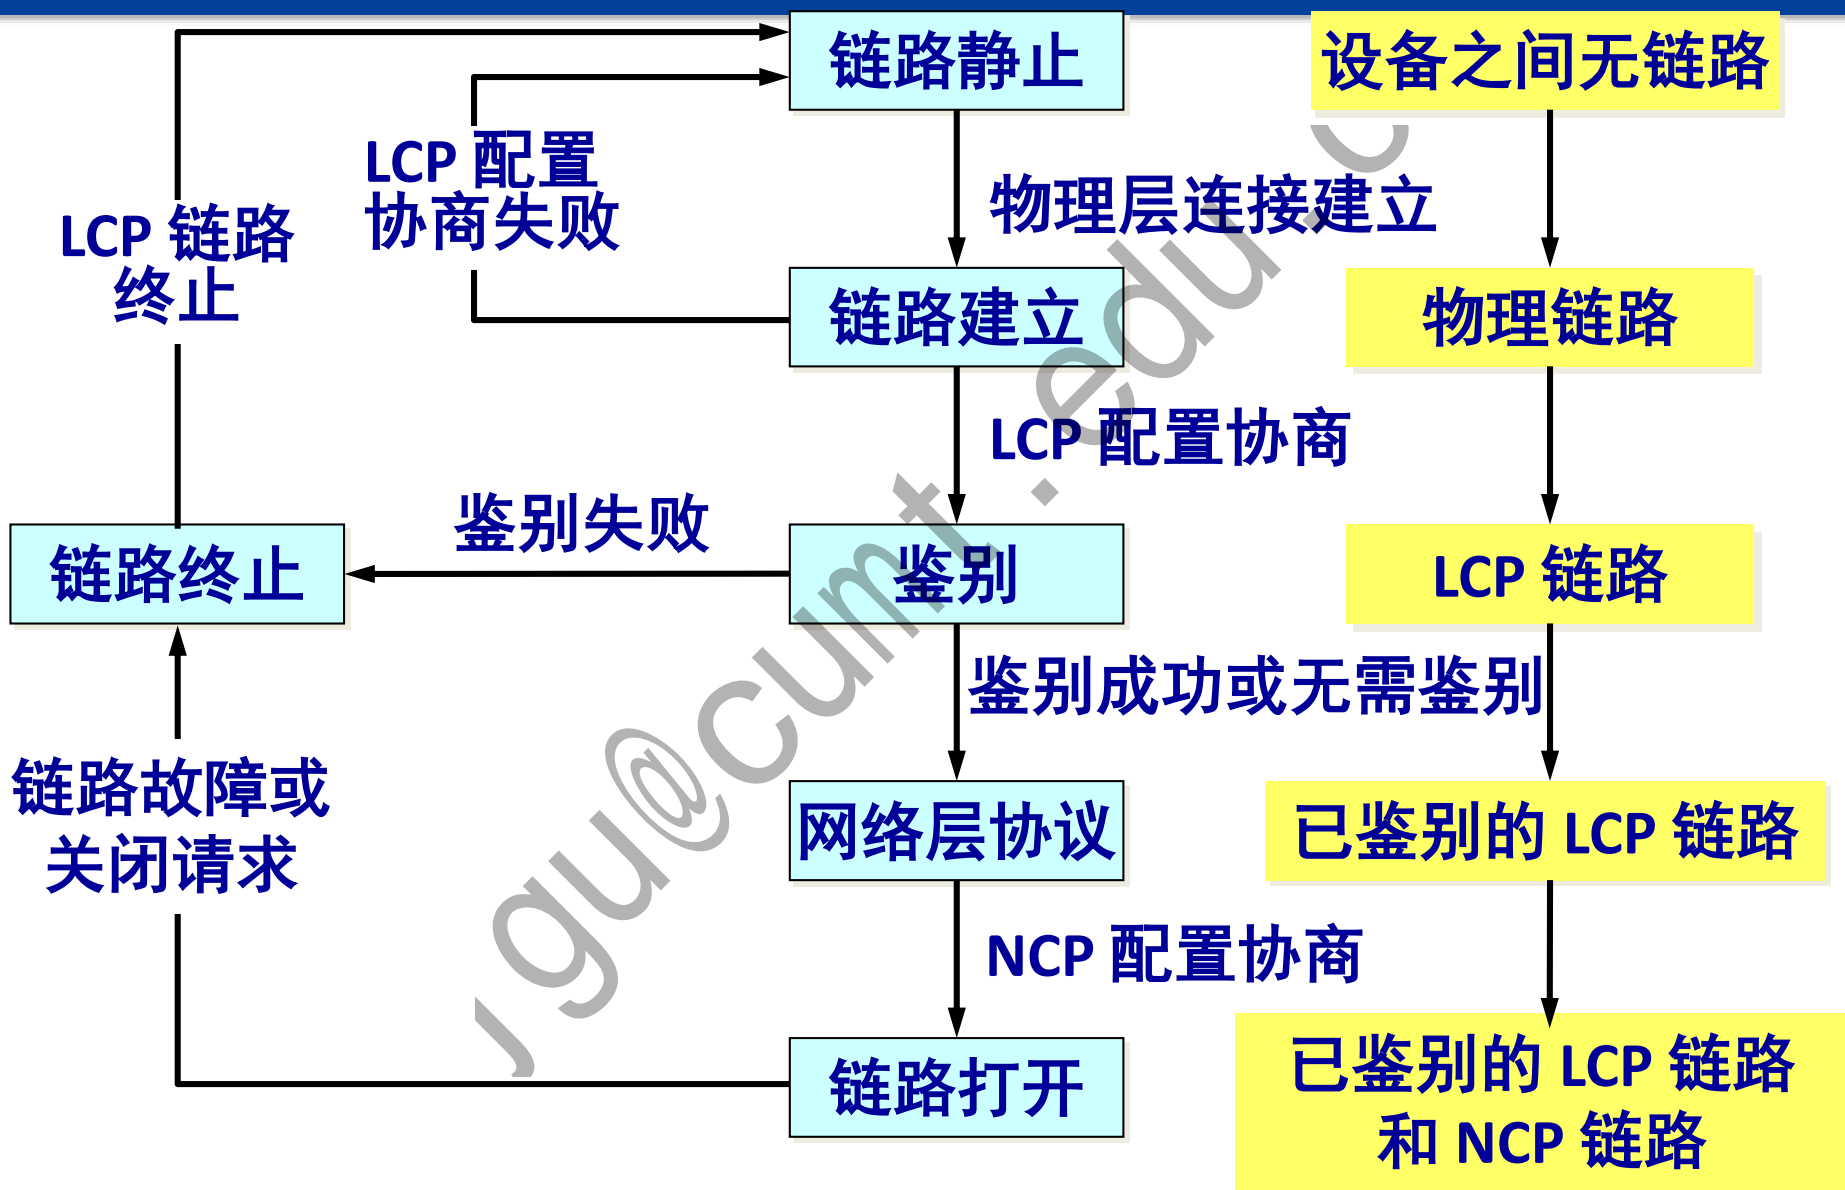 链路静止
设备之间无链路
LCP 配置
协商失败
物理层连接建立
LCP 链路
终止
链路建立
物理链路
LCP 配置协商
鉴别失败
链路终止
鉴别
LCP 链路
鉴别成功或无需鉴别
链路故障或
关闭请求
网络层协议
已鉴别的 LCP 链路
NCP 配置协商
链路打开
已鉴别的 LCP 链路
和 NCP 链路
gu@cumt.edu.c